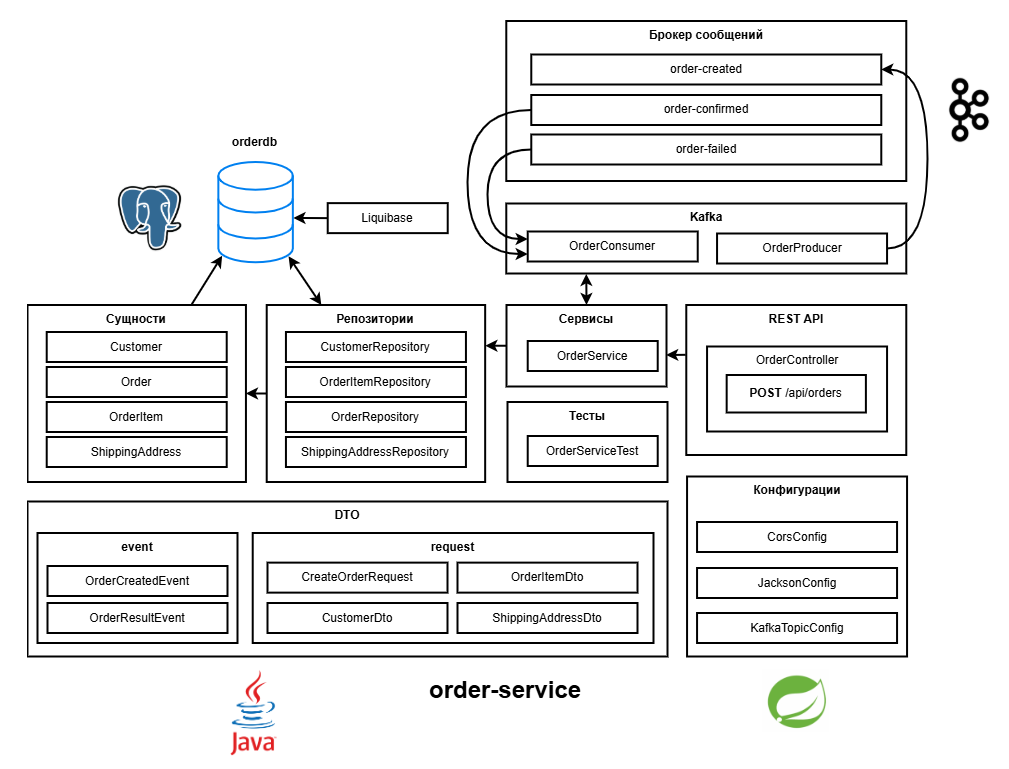 Брокер сообщений
order-created
order-confirmed
order-failed
orderdb
Liquibase
Kafka
OrderConsumer
OrderProducer
Сущности
Customer
Order
OrderItem
ShippingAddress
Репозитории
CustomerRepository
OrderItemRepository
OrderRepository
ShippingAddressRepository
Сервисы
OrderService
REST API
OrderController
POST /api/orders
Тесты
OrderServiceTest
DTO
event
OrderCreatedEvent
OrderResultEvent
request
CreateOrderRequest
OrderItemDto
CustomerDto
ShippingAddressDto
Конфигурации
CorsConfig
JacksonConfig
KafkaTopicConfig
order-service
Java